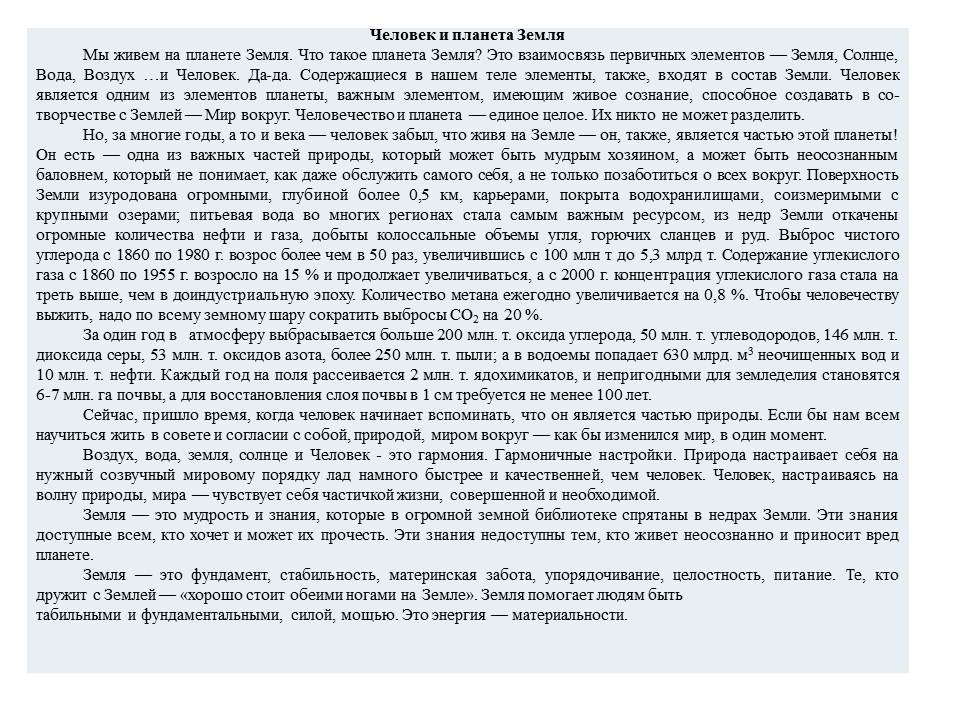 Человек и планета Земля
Мы живем на планете Земля. Что такое планета Земля? Это взаимосвязь первичных элементов — Земля, Солнце,
Вода, Воздух …и Человек. Да-да. Содержащиеся в нашем теле элементы, также, входят в состав Земли. Человек
является одним из элементов планеты, важным элементом, имеющим живое сознание, способное создавать в со-
творчестве с Землей — Мир вокруг. Человечество и планета — единое целое. Их никто не может разделить.
Но, за многие годы, а то и века — человек забыл, что живя на Земле — он, также, является частью этой планеты!
Он есть — одна из важных частей природы, который может быть мудрым хозяином, а может быть неосознанным
баловнем, который не понимает, как даже обслужить самого себя, а не только позаботиться о всех вокруг. Поверхность
Земли изуродована огромными, глубиной более 0,5 км, карьерами, покрыта водохранилищами, соизмеримыми с
крупными озерами; питьевая вода во многих регионах стала самым важным ресурсом, из недр Земли откачены
огромные количества нефти и газа, добыты колоссальные объемы угля, горючих сланцев и руд. Выброс чистого
углерода с 1860 по 1980 г. возрос более чем в 50 раз, увеличившись с 100 млн т до 5,3 млрд т. Содержание углекислого
газа с 1860 по 1955 г. возросло на 15 % и продолжает увеличиваться, а с 2000 г. концентрация углекислого газа стала на
треть выше, чем в доиндустриальную эпоху. Количество метана ежегодно увеличивается на 0,8 %. Чтобы человечеству
выжить, надо по всему земному шару сократить выбросы CO₂ на 20 %.
За один год в атмосферу выбрасывается больше 200 млн. т. оксида углерода, 50 млн. т. углеводородов, 146 млн. т.
диоксида серы, 53 млн. т. оксидов азота, более 250 млн. т. пыли; а в водоемы попадает 630 млрд. м³ неочищенных вод и
10 млн. т. нефти. Каждый год на поля рассеивается 2 млн. т. ядохимикатов, и непригодными для земледелия становятся
6-7 млн. га почвы, а для восстановления слоя почвы в 1 см требуется не менее 100 лет.
Сейчас, пришло время, когда человек начинает вспоминать, что он является частью природы. Если бы нам всем
научиться жить в совете и согласии с собой, природой, миром вокруг — как бы изменился мир, в один момент.
Воздух, вода, земля, солнце и Человек - это гармония. Гармоничные настройки. Природа настраивает себя на
нужный созвучный мировому порядку лад намного быстрее и качественней, чем человек. Человек, настраиваясь на
волну природы, мира — чувствует себя частичкой жизни, совершенной и необходимой.
Земля — это мудрость и знания, которые в огромной земной библиотеке спрятаны в недрах Земли. Эти знания
доступные всем, кто хочет и может их прочесть. Эти знания недоступны тем, кто живет неосознанно и приносит вред
планете.
Земля — это фундамент, стабильность, материнская забота, упорядочивание, целостность, питание. Те, кто
дружит с Землей — «хорошо стоит обеими ногами на Земле». Земля помогает людям быть
табильными и фундаментальными, силой, мощью. Это энергия — материальности.